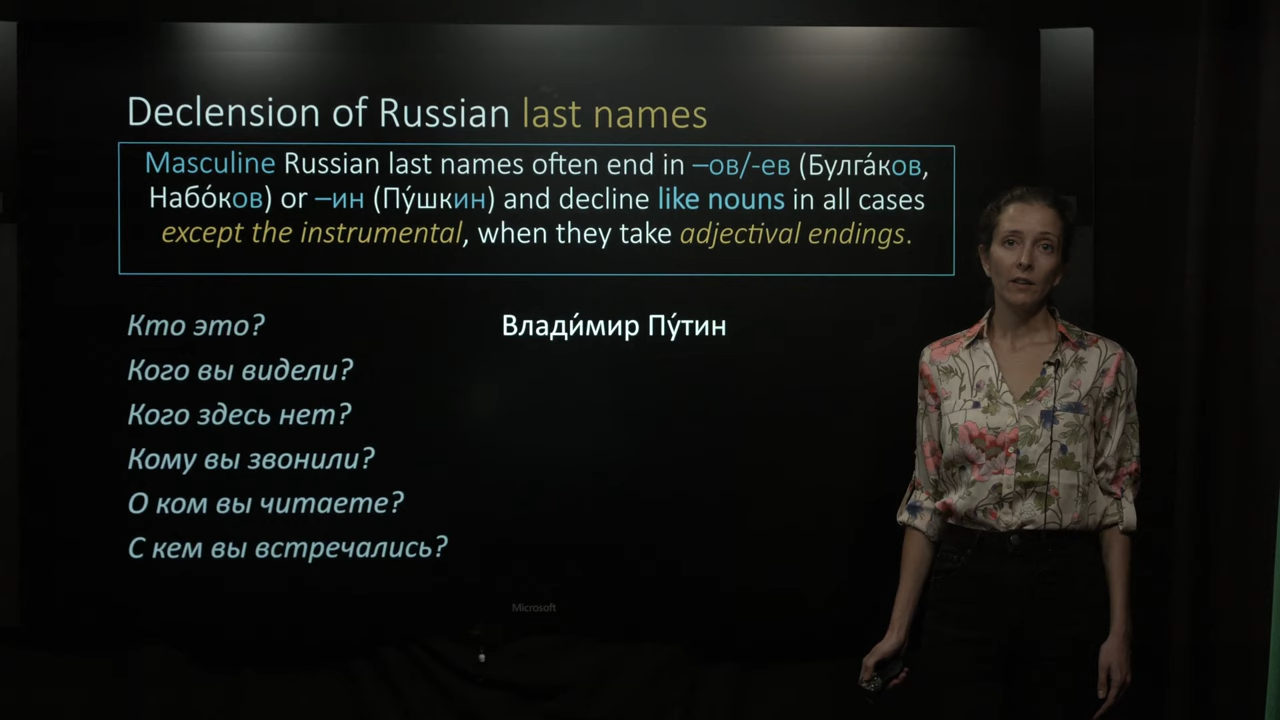 Declension of Russian last names
Masculine Russian last names often end in –ов/-ев (Булга́ков,
Набо́ков) or –ин (Пу́шкин) and decline like nouns in all cases
except the instrumental, when they take adjectival endings.
Кто это?
Влади́мир Пу́тин
Кого вы видели?
Кого здесь нет?
Кому вы звонили?
О ком вы читаете?
С кем вы встречались?
Microsoft